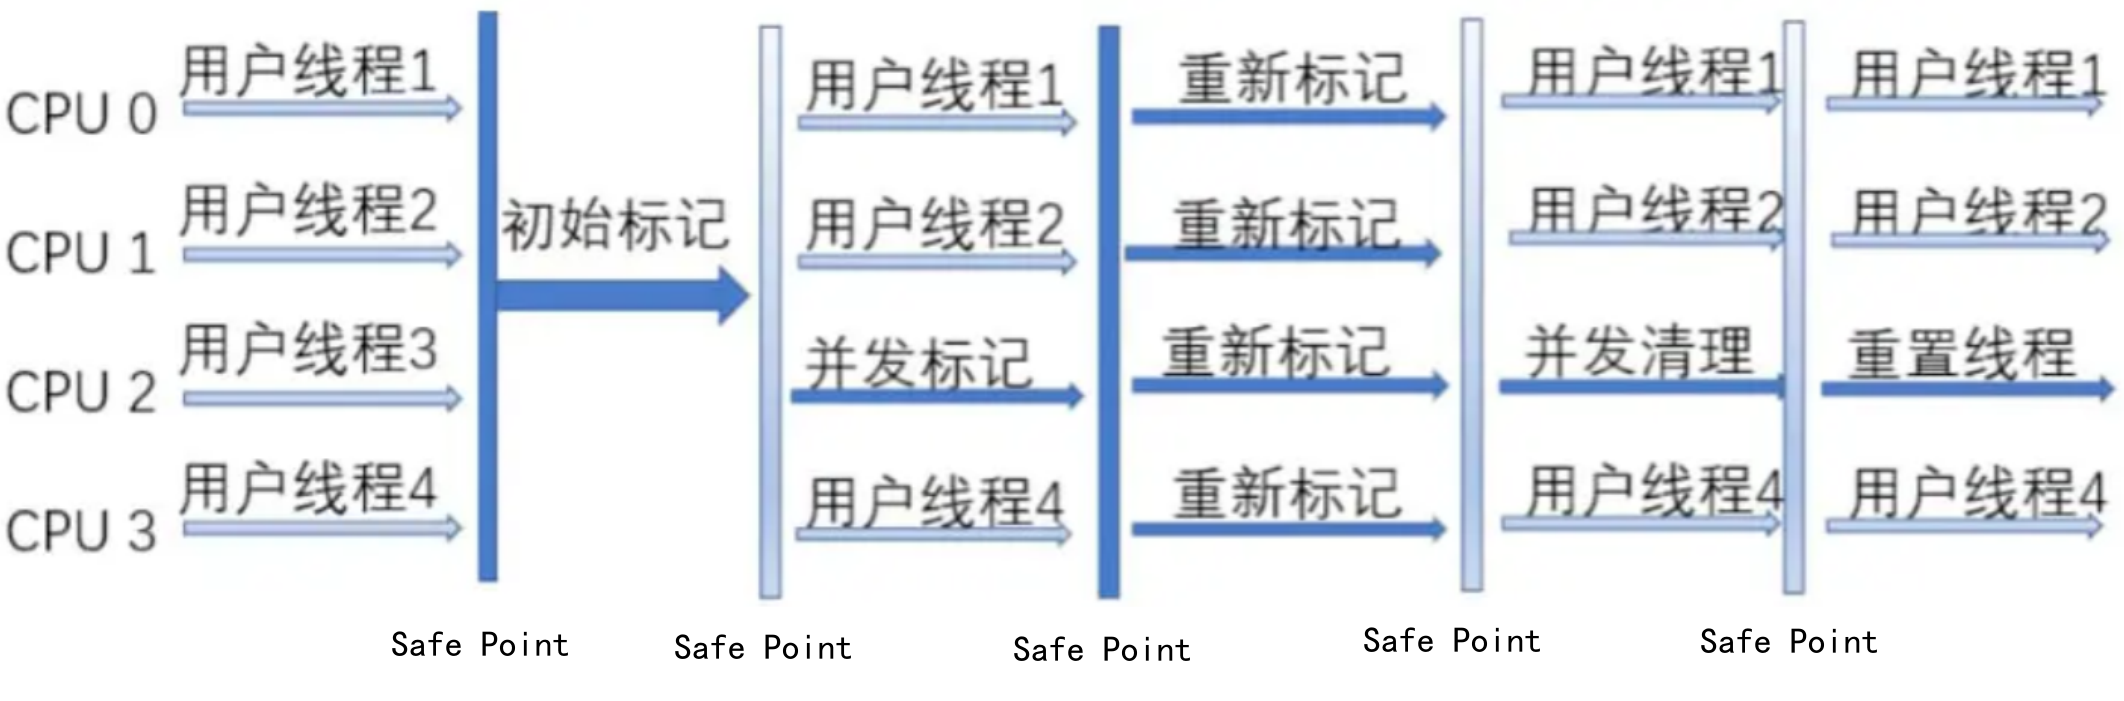 用户线程1 用户线程1 重新标记 用户线程1 用户线程1
CPU 0
用户线程2 初始标记 用户线程2 重新标记 用户线程2 用户线程2
CPU 1
用户线程3 并发标记 重新标记 并发清理 重置线程
CPU 2
用户线程4 用户线程4 重新标记 用户线程4 用户线程4
CPU 3
Safe Point Safe Point Safe Point Safe Point Safe Point